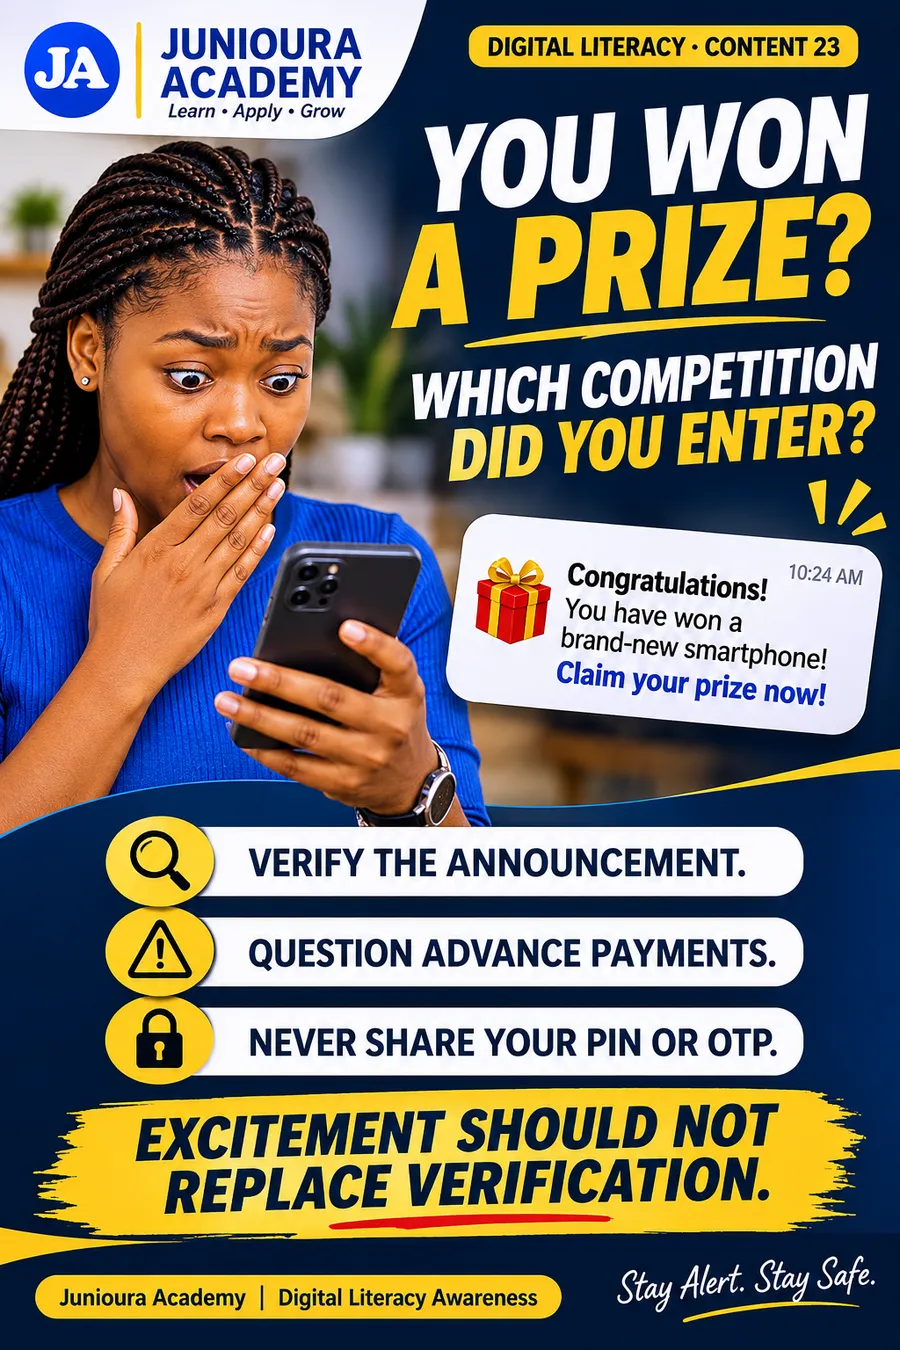 JA
JUNIOURA
ACADEMY
Learn • Apply • Grow
DIGITAL LITERACY • CONTENT 23
YOU WON
A PRIZE?
WHICH COMPETITION
DID YOU ENTER?
Congratulations!
10:24 AM
You have won a
brand-new smartphone!
Claim your prize now!
VERIFY THE ANNOUNCEMENT.
QUESTION ADVANCE PAYMENTS.
NEVER SHARE YOUR PIN OR OTP.
EXCITEMENT SHOULD NOT
REPLACE VERIFICATION.
Junioura Academy | Digital Literacy Awareness
Stay Alert. Stay Safe.